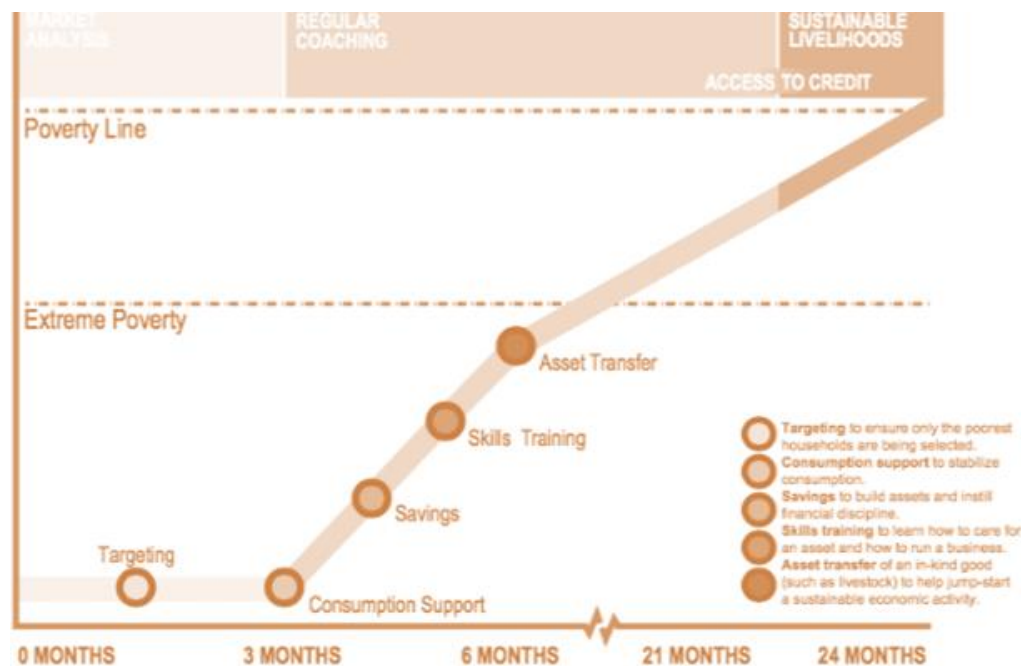 MARKET
ANALYSIS
REGULAR
COACHING
SUSTAINABLE
LIVELIHOODS
ACCESS TO CREDIT
Poverty Line
Extreme Poverty
Asset Transfer
Skills Training
Savings
Targeting
Consumption Support
Targeting to ensure only the poorest
households are being selected.
Consumption support to stabilize
consumption.
Savings to build assets and instill
financial discipline.
Skills training to learn how to care for
an asset and how to run a business.
Asset transfer of an in-kind good
(such as livestock) to help jump-start
a sustainable economic activity.
0 MONTHS
3 MONTHS
6 MONTHS
21 MONTHS
24 MONTHS